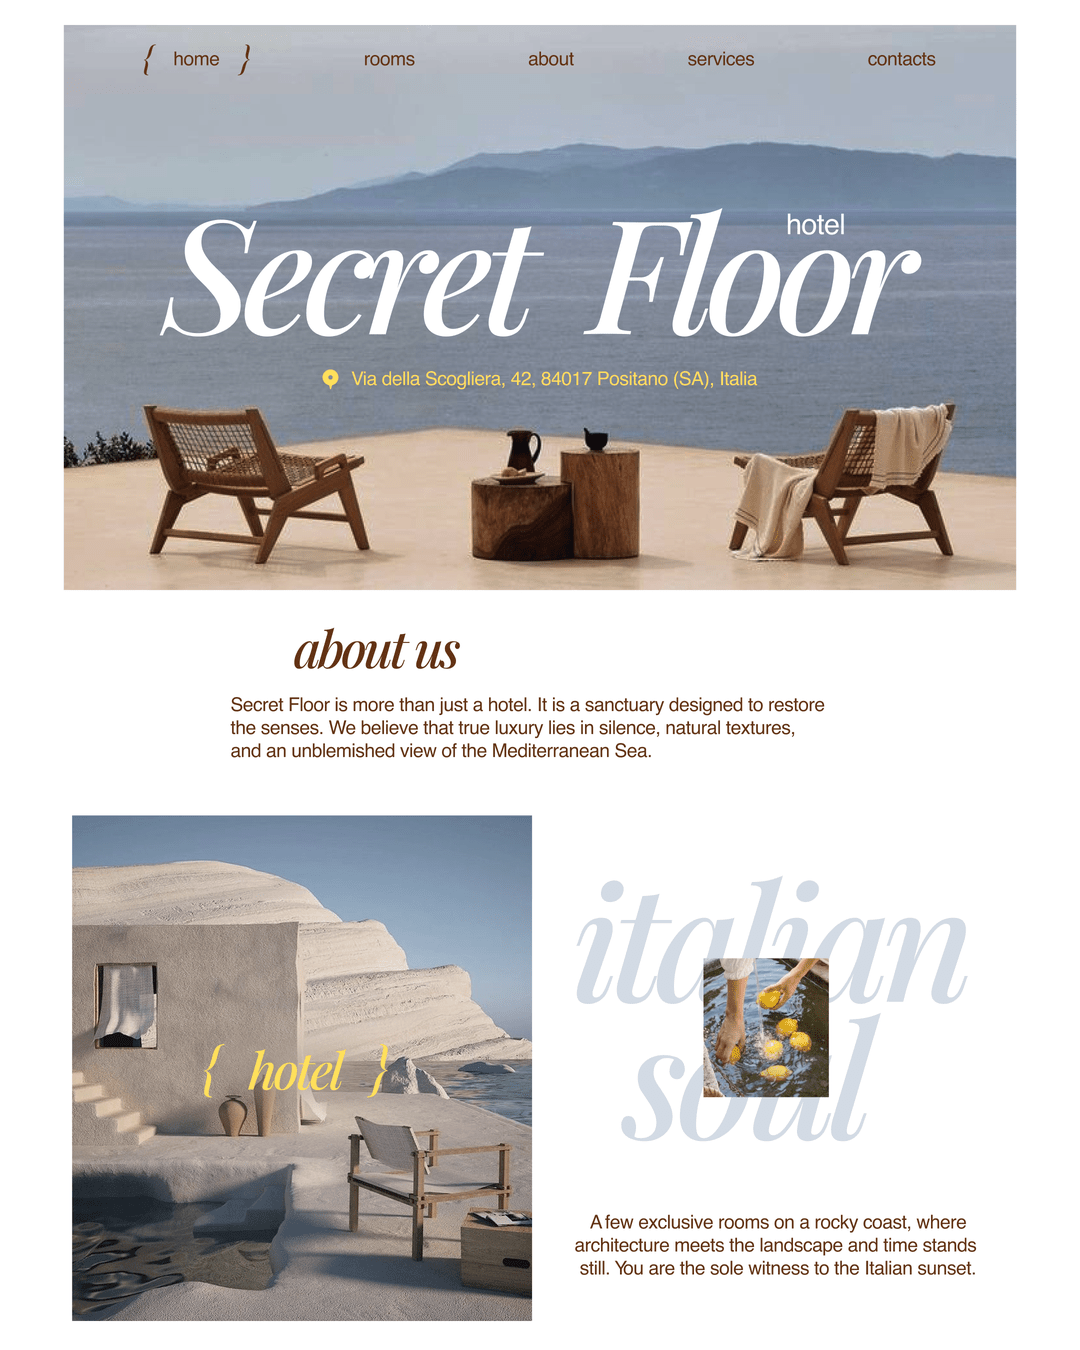 { home } rooms about services contacts
hotel
Secret Floor
Via della Scogliera, 42, 84017 Positano (SA), Italia
about us
Secret Floor is more than just a hotel. It is a sanctuary designed to restore
the senses. We believe that true luxury lies in silence, natural textures,
and an unblemished view of the Mediterranean Sea.
{ hotel }
italian
soul
A few exclusive rooms on a rocky coast, where
architecture meets the landscape and time stands
still. You are the sole witness to the Italian sunset.